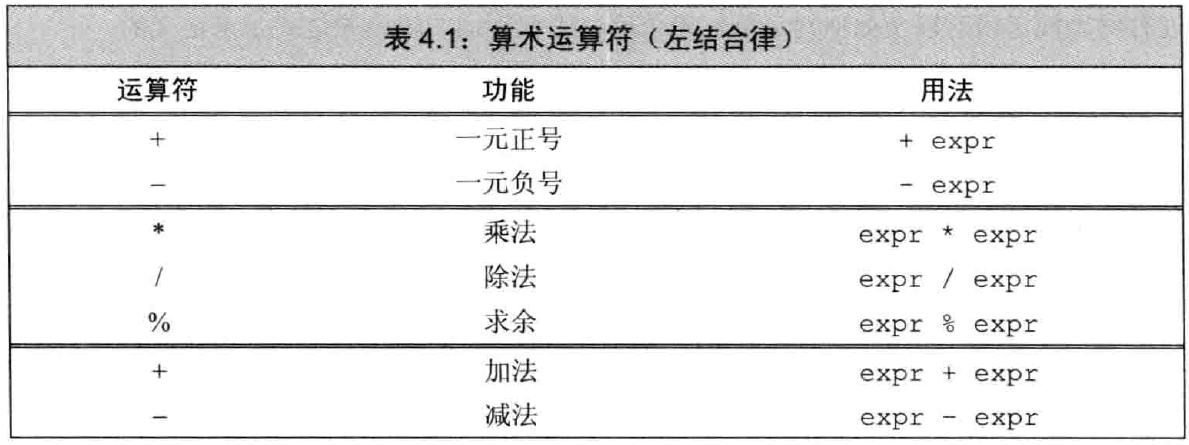 表 4.1：算术运算符（左结合律）
运算符 功能 用法
+ 一元正号 + expr
– 一元负号 - expr
* 乘法 expr * expr
/ 除法 expr / expr
% 求余 expr % expr
+ 加法 expr + expr
– 减法 expr - expr